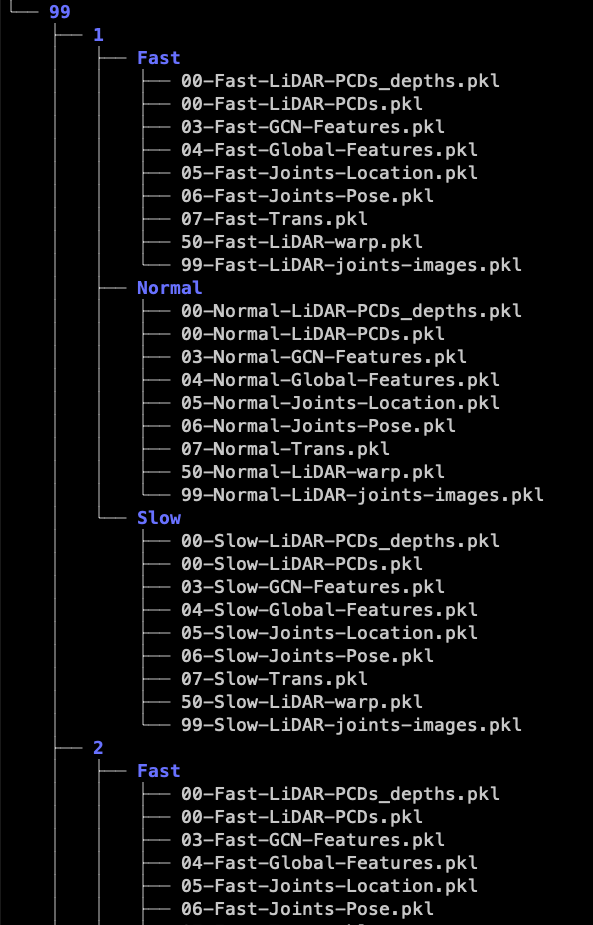 99
1
Fast
00-Fast-LiDAR-PCDs_depths.pkl
00-Fast-LiDAR-PCDs.pkl
03-Fast-GCN-Features.pkl
04-Fast-Global-Features.pkl
05-Fast-Joints-Location.pkl
06-Fast-Joints-Pose.pkl
07-Fast-Trans.pkl
50-Fast-LiDAR-warp.pkl
99-Fast-LiDAR-joints-images.pkl
Normal
00-Normal-LiDAR-PCDs_depths.pkl
00-Normal-LiDAR-PCDs.pkl
03-Normal-GCN-Features.pkl
04-Normal-Global-Features.pkl
05-Normal-Joints-Location.pkl
06-Normal-Joints-Pose.pkl
07-Normal-Trans.pkl
50-Normal-LiDAR-warp.pkl
99-Normal-LiDAR-joints-images.pkl
Slow
00-Slow-LiDAR-PCDs_depths.pkl
00-Slow-LiDAR-PCDs.pkl
03-Slow-GCN-Features.pkl
04-Slow-Global-Features.pkl
05-Slow-Joints-Location.pkl
06-Slow-Joints-Pose.pkl
07-Slow-Trans.pkl
50-Slow-LiDAR-warp.pkl
99-Slow-LiDAR-joints-images.pkl
2
Fast
00-Fast-LiDAR-PCDs_depths.pkl
00-Fast-LiDAR-PCDs.pkl
03-Fast-GCN-Features.pkl
04-Fast-Global-Features.pkl
05-Fast-Joints-Location.pkl
06-Fast-Joints-Pose.pkl